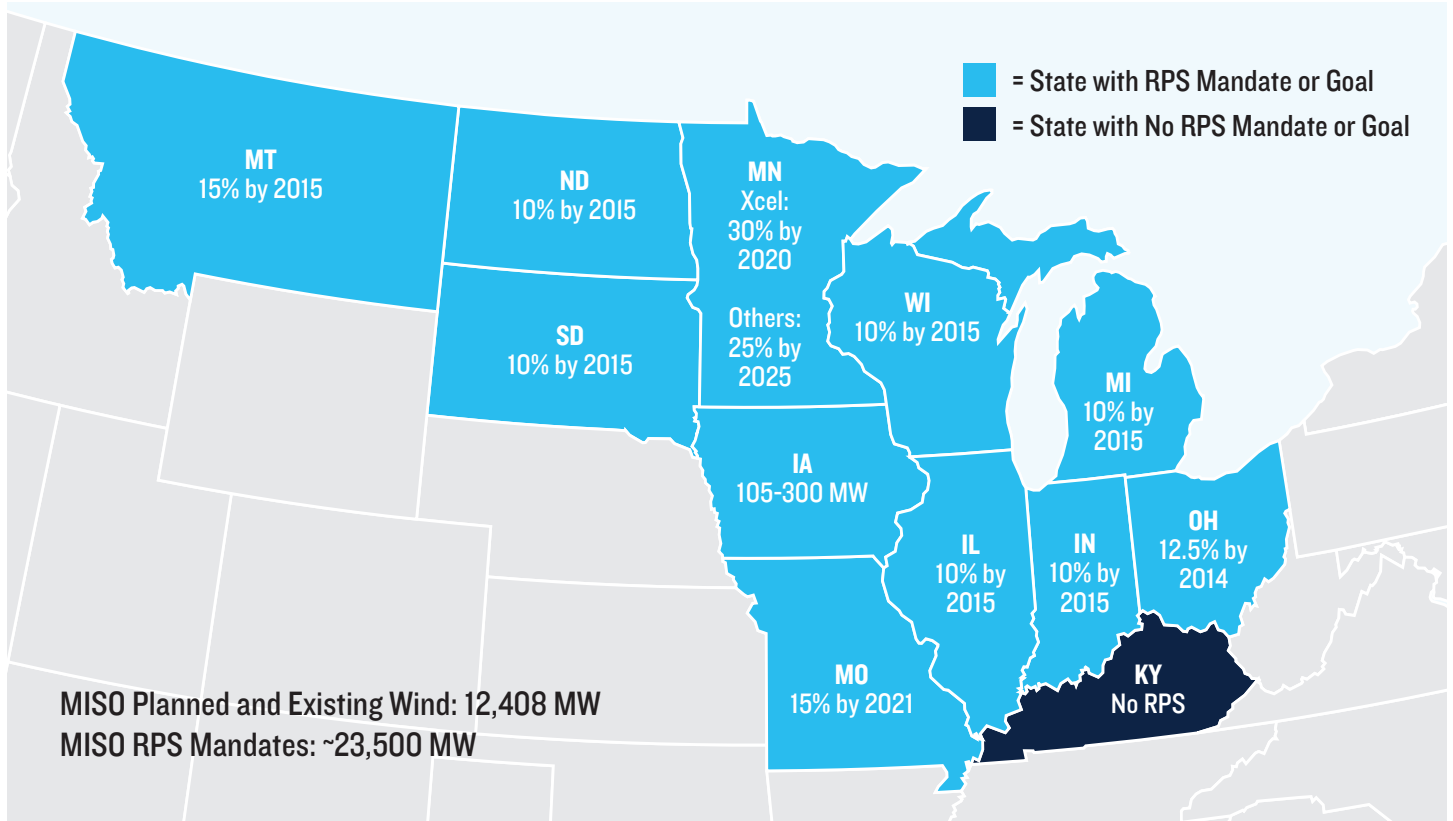 = State with RPS Mandate or Goal
= State with No RPS Mandate or Goal
MT
15% by 2015
ND
10% by 2015
MN
Xcel:
30% by
2020
Others:
25% by
2025
SD
10% by 2015
WI
10% by 2015
MI
10% by
2015
IA
105-300 MW
IL
10% by
2015
IN
10% by
2015
OH
12.5% by
2014
MO
15% by 2021
KY
No RPS
MISO Planned and Existing Wind: 12,408 MW
MISO RPS Mandates: ~23,500 MW